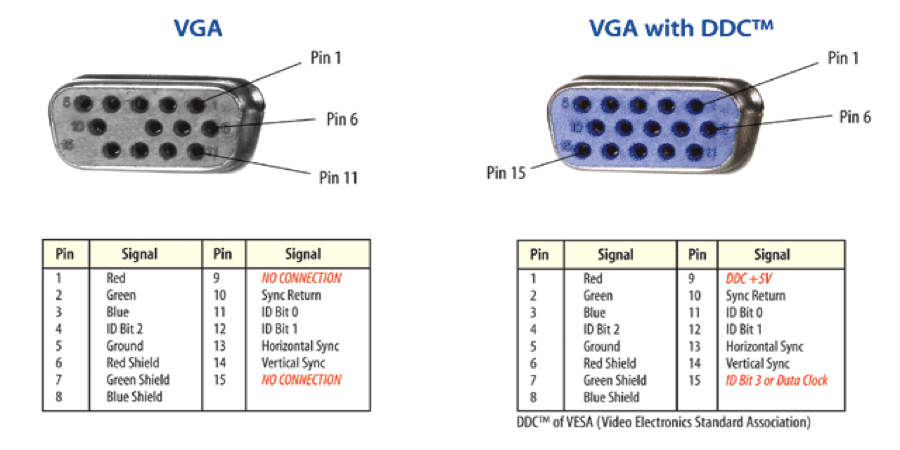 VGA
Pin 1
Pin 6
Pin 11
Pin Signal Pin Signal
1 Red 9 NO CONNECTION
2 Green 10 Sync Return
3 Blue 11 ID Bit 0
4 ID Bit 2 12 ID Bit 1
5 Ground 13 Horizontal Sync
6 Red Shield 14 Vertical Sync
7 Green Shield 15 NO CONNECTION
8 Blue Shield
VGA with DDC™
Pin 1
Pin 6
Pin 15
Pin Signal Pin Signal
1 Red 9 DDC +5V
2 Green 10 Sync Return
3 Blue 11 ID Bit 0
4 ID Bit 2 12 ID Bit 1
5 Ground 13 Horizontal Sync
6 Red Shield 14 Vertical Sync
7 Green Shield 15 ID Bit 3 or Data Clock
8 Blue Shield
DDC™ of VESA (Video Electronics Standard Association)